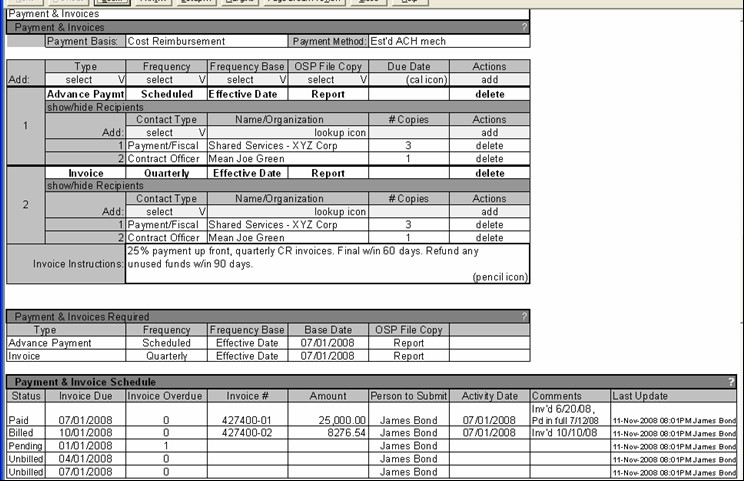 Payment & Invoices
Payment & Invoices ?
Payment Basis: Cost Reimbursement Payment Method: Est'd ACH mech
Type Frequency Frequency Base OSP File Copy Due Date Actions
Add: select V select V select V select V (cal icon) add
Advance Paymt Scheduled Effective Date Report delete
show/hide Recipients
1
Contact Type Name/Organization # Copies Actions
Add: select V lookup icon add
1 Payment/Fiscal Shared Services - XYZ Corp 3 delete
2 Contract Officer Mean Joe Green 1 delete
Invoice Quarterly Effective Date Report delete
show/hide Recipients
2
Contact Type Name/Organization # Copies Actions
Add: select V lookup icon add
1 Payment/Fiscal Shared Services - XYZ Corp 3 delete
2 Contract Officer Mean Joe Green 1 delete
Invoice Instructions: 25% payment up front, quarterly CR invoices. Final w/in 60 days. Refund any
unused funds w/in 90 days.
(pencil icon)
Payment & Invoices Required ?
Type Frequency Frequency Base Base Date OSP File Copy
Advance Payment Scheduled Effective Date 07/01/2008 Report
Invoice Quarterly Effective Date 07/01/2008 Report
Payment & Invoice Schedule ?
Status Invoice Due Invoice Overdue Invoice # Amount Person to Submit Activity Date Comments Last Update
Paid 07/01/2008 0 427400-01 25,000.00 James Bond 07/01/2008 Inv'd 6/20/08, Pd in full 7/12/08 11-Nov-2008 08:01PM James Bond
Billed 10/01/2008 0 427400-02 8276.54 James Bond 07/01/2008 Inv'd 10/10/08 11-Nov-2008 08:01PM James Bond
Pending 01/01/2008 1 11-Nov-2008 08:01PM James Bond
Unbilled 04/01/2008 0 11-Nov-2008 08:01PM James Bond
Unbilled 07/01/2008 0 11-Nov-2008 08:01PM James Bond